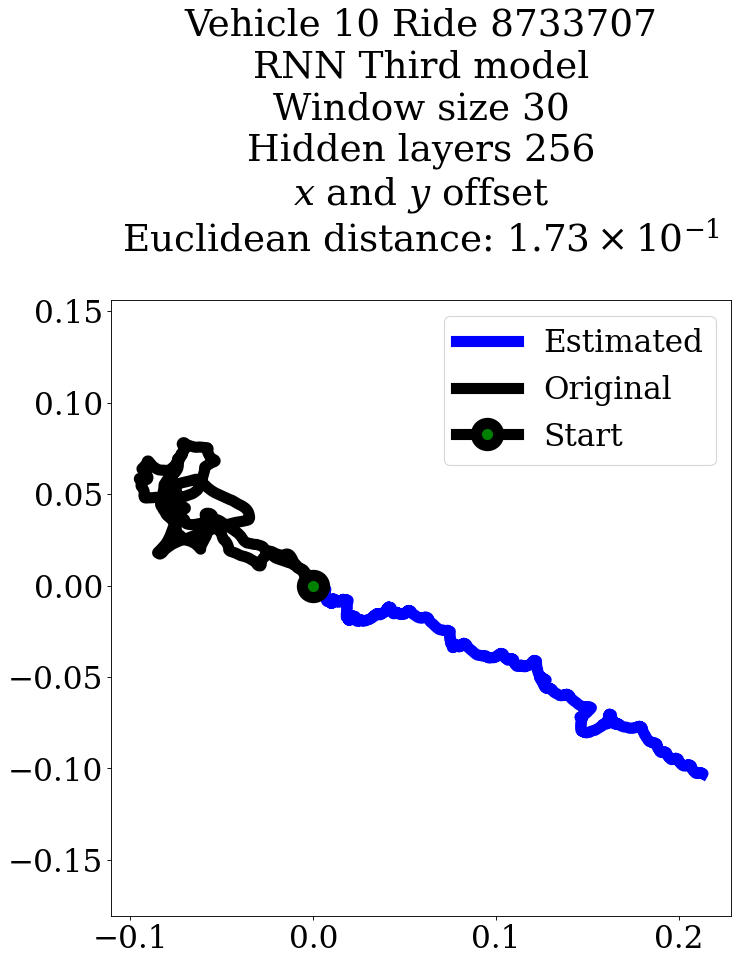 Vehicle 10 Ride 8733707
RNN Third model
Window size 30
Hidden layers 256
x and y offset
Euclidean distance: 1.73 × 10⁻¹
Estimated
Original
Start
0.15
0.10
0.05
0.00
−0.05
−0.10
−0.15
−0.1 0.0 0.1 0.2